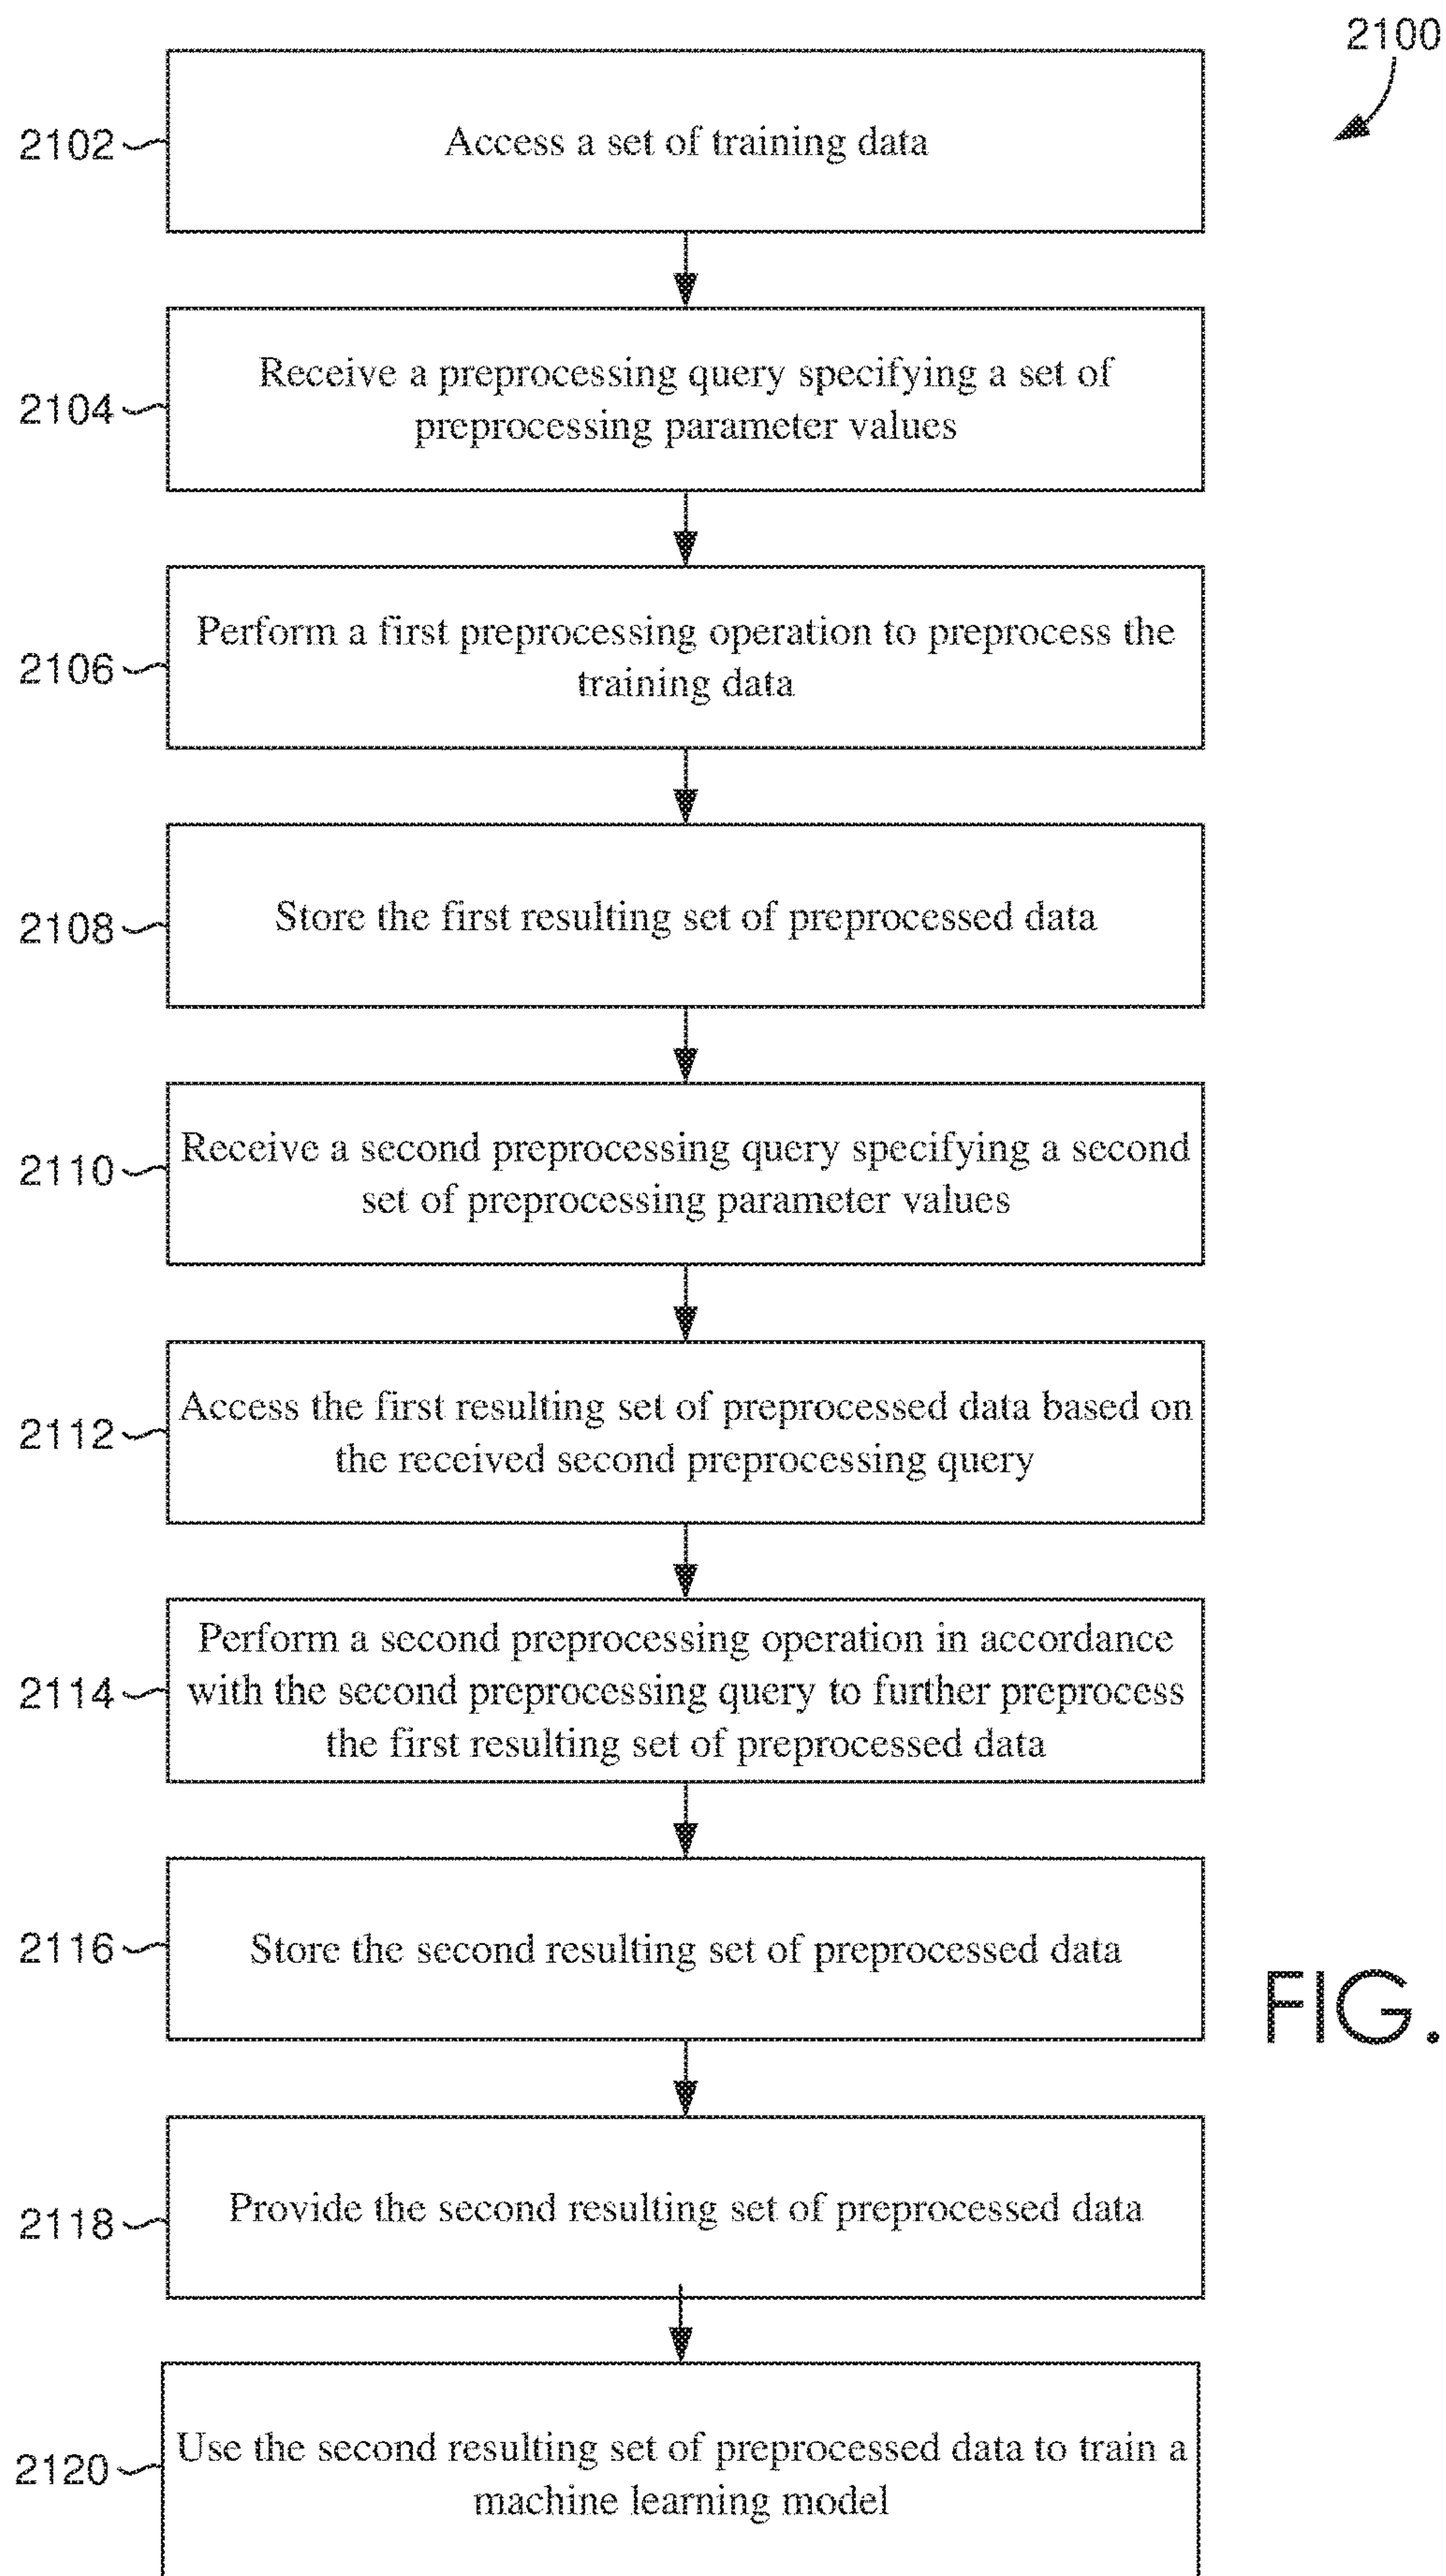 2100
2102
Access a set of training data
2104
Receive a preprocessing query specifying a set of
preprocessing parameter values
2106
Perform a first preprocessing operation to preprocess the
training data
2108
Store the first resulting set of preprocessed data
2110
Receive a second preprocessing query specifying a second
set of preprocessing parameter values
2112
Access the first resulting set of preprocessed data based on
the received second preprocessing query
2114
Perform a second preprocessing operation in accordance
with the second preprocessing query to further preprocess
the first resulting set of preprocessed data
2116
Store the second resulting set of preprocessed data
FIG.
2118
Provide the second resulting set of preprocessed data
2120
Use the second resulting set of preprocessed data to train a
machine learning model